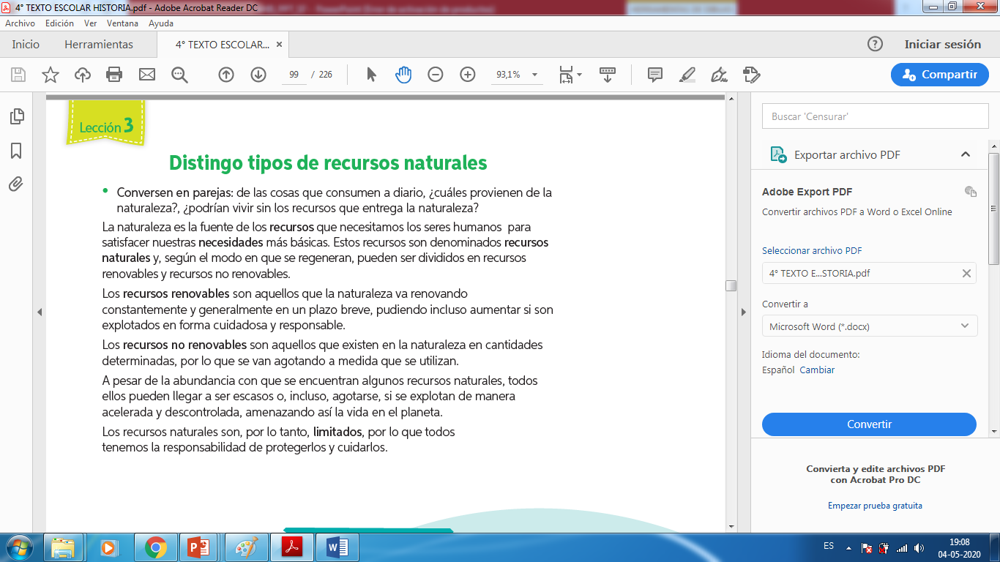 4° TEXTO ESCOLAR HISTORIA.pdf - Adobe Acrobat Reader DC
Archivo Edición Ver Ventana Ayuda
Inicio Herramientas 4° TEXTO ESCOLAR... × Iniciar sesión
99 / 226 93,1% Compartir
Lección 3
Distingo tipos de recursos naturales
• Conversen en parejas: de las cosas que consumen a diario, ¿cuáles provienen de la
naturaleza?, ¿podrían vivir sin los recursos que entrega la naturaleza?
La naturaleza es la fuente de los recursos que necesitamos los seres humanos para
satisfacer nuestras necesidades más básicas. Estos recursos son denominados recursos
naturales y, según el modo en que se regeneran, pueden ser divididos en recursos
renovables y recursos no renovables.
Los recursos renovables son aquellos que la naturaleza va renovando
constantemente y generalmente en un plazo breve, pudiendo incluso aumentar si son
explotados en forma cuidadosa y responsable.
Los recursos no renovables son aquellos que existen en la naturaleza en cantidades
determinadas, por lo que se van agotando a medida que se utilizan.
A pesar de la abundancia con que se encuentran algunos recursos naturales, todos
ellos pueden llegar a ser escasos o, incluso, agotarse, si se explotan de manera
acelerada y descontrolada, amenazando así la vida en el planeta.
Los recursos naturales son, por lo tanto, limitados, por lo que todos
tenemos la responsabilidad de protegerlos y cuidarlos.
Buscar 'Censurar'
Exportar archivo PDF
Adobe Export PDF
Convertir archivos PDF a Word o Excel Online
Seleccionar archivo PDF
4° TEXTO E...STORIA.pdf
Convertir a
Microsoft Word (*.docx)
Idioma del documento:
Español Cambiar
Convertir
Convierta y edite archivos PDF
con Acrobat Pro DC
Empezar prueba gratuita
ES 19:08
04-05-2020